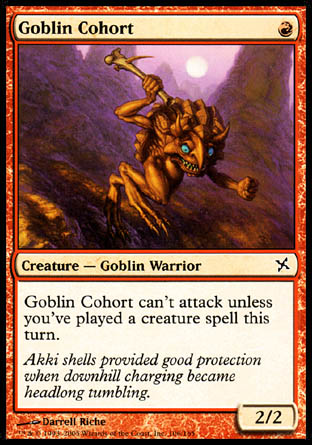 Goblin Cohort
Creature — Goblin Warrior
Goblin Cohort can't attack unless
you've played a creature spell this
turn.
Akki shells provided good protection
when downhill charging became
headlong tumbling.
Darrell Riche
2/2